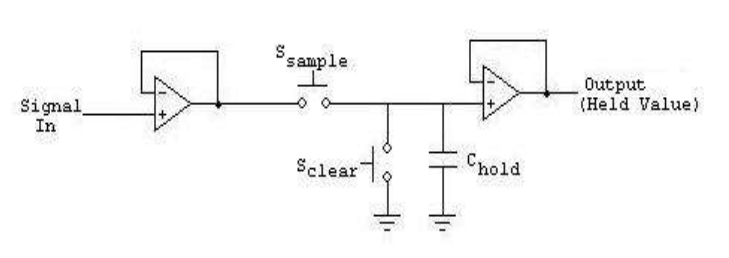 Signal
In
-
+
S
sample
S
clear
C
hold
-
+
Output
(Held Value)